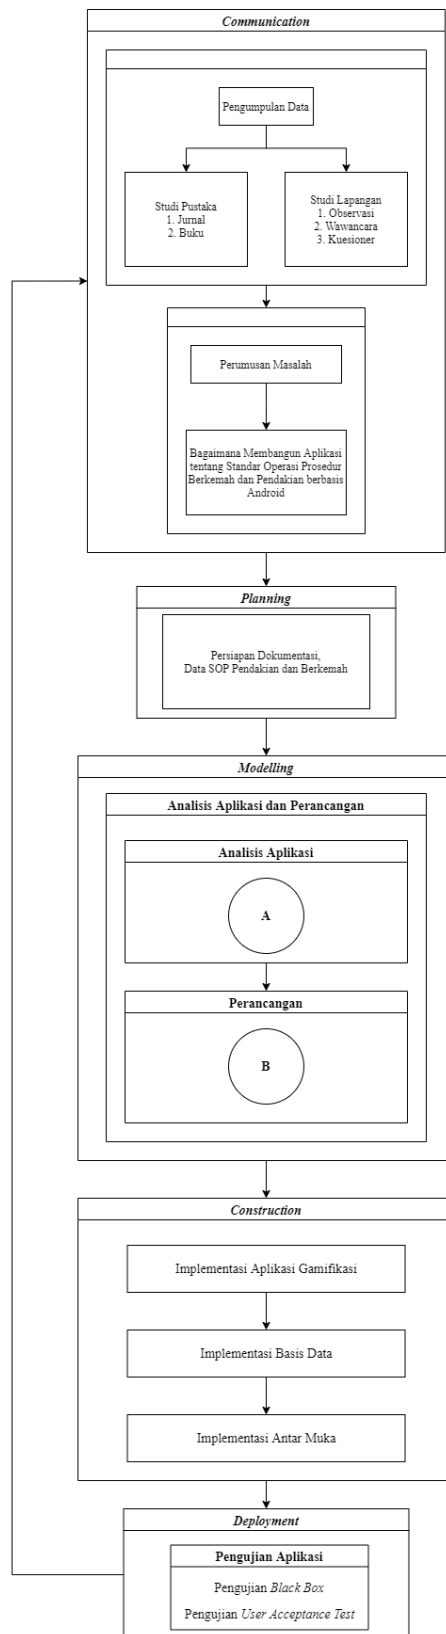 Communication
Pengumpulan Data
Studi Pustaka
1. Jurnal
2. Buku
Studi Lapangan
1. Observasi
2. Wawancara
3. Kuesioner
Perumusan Masalah
Bagaimana Membangun Aplikasi
tentang Standar Operasi Prosedur
Berkemah dan Pendakian berbasis
Android
Planning
Persiapan Dokumentasi,
Data SOP Pendakian dan Berkemah
Modelling
Analisis Aplikasi dan Perancangan
Analisis Aplikasi
A
Perancangan
B
Construction
Implementasi Aplikasi Gamifikasi
Implementasi Basis Data
Implementasi Antar Muka
Deployment
Pengujian Aplikasi
Pengujian Black Box
Pengujian User Acceptance Test